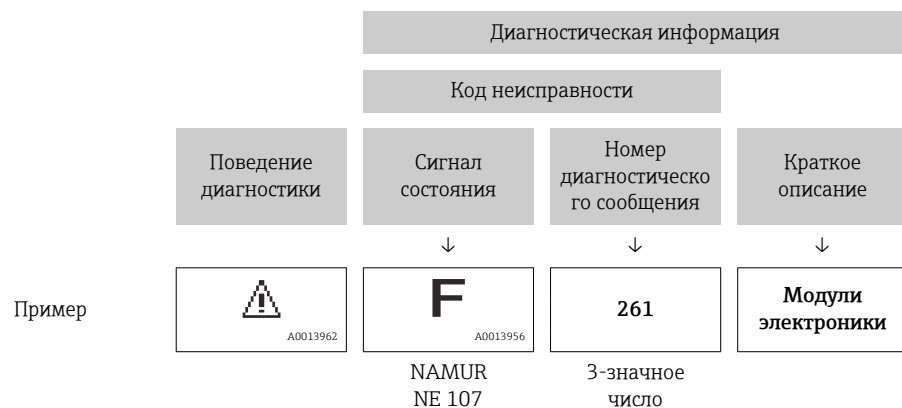 Диагностическая информация
Код неисправности
Поведение
диагностики
Сигнал
состояния
Номер
диагностическо
го сообщения
Краткое
описание
↓ ↓ ↓
Пример
A0013962
F
A0013956
261
Модули
электроники
NAMUR
NE 107
3-значное
число